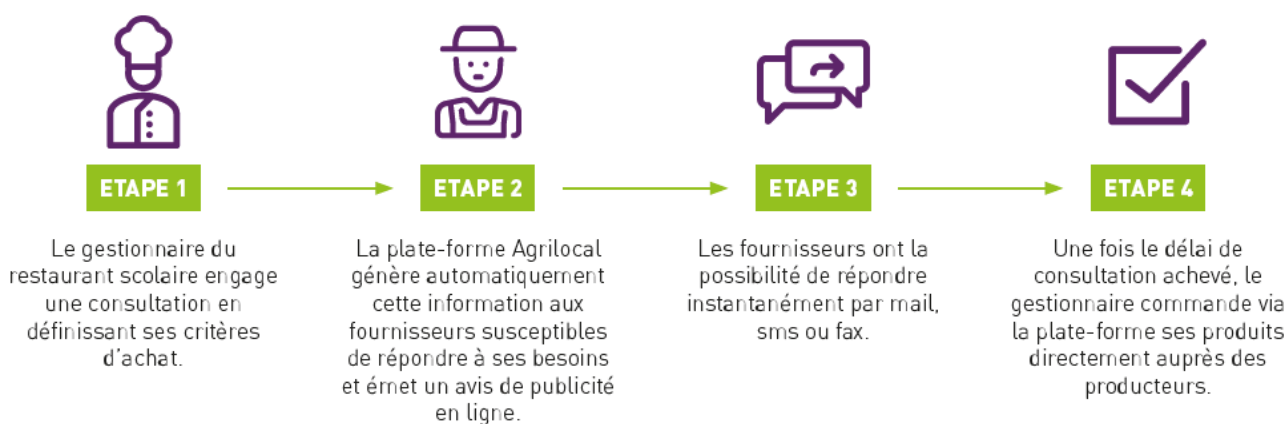 ETAPE 1
Le gestionnaire du
restaurant scolaire engage
une consultation en
définissant ses critères
d'achat.
ETAPE 2
La plate-forme Agrilocal
génère automatiquement
cette information aux
fournisseurs susceptibles
de répondre à ses besoins
et émet un avis de publicité
en ligne.
ETAPE 3
Les fournisseurs ont la
possibilité de répondre
instantanément par mail,
sms ou fax.
ETAPE 4
Une fois le délai de
consultation achevé, le
gestionnaire commande via
la plate-forme ses produits
directement auprès des
producteurs.